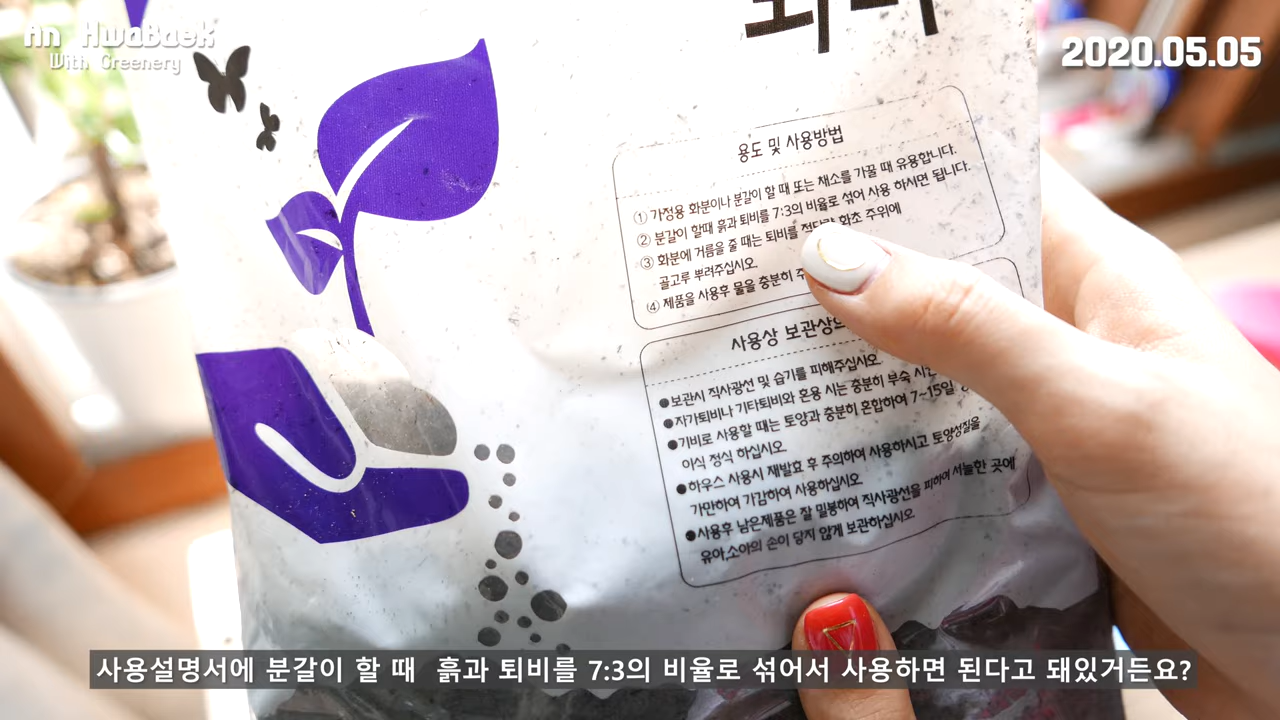 An Hwabaek
With Greenery
2020.05.05
퇴비
용도 및 사용방법
① 가정용 화분이나 분갈이 할 때 또는 채소를 가꿀 때 유용합니다.
② 분갈이 할때 흙과 퇴비를 7:3의 비율로 섞어 사용 하시면 됩니다.
③ 화분에 거름을 줄 때는 퇴비를 적당량 화초 주위에
골고루 뿌려주십시오
④ 제품을 사용후 물을 충분히
사용상 보관상의
●보관시 직사광선 및 습기를 피해주십시오
●자가퇴비나 기타퇴비와 혼용 시는 충분히 부숙
●기비로 사용할 때는 토양과 충분히 혼합하여 7~15일
이식 정식 하십시오
●하우스 사용시 재발효 후 주의하여 사용하시고 토양성질을
가만하여 가감하여 사용하십시오
●사용후 남은제품은 잘 밀봉하여 직사광선을 피하여 서늘한 곳에
유아,소아의 손이 닿지 않게 보관하십시오
사용설명서에 분갈이 할 때 흙과 퇴비를 7:3의 비율로 섞어서 사용하면 된다고 돼있거든요?